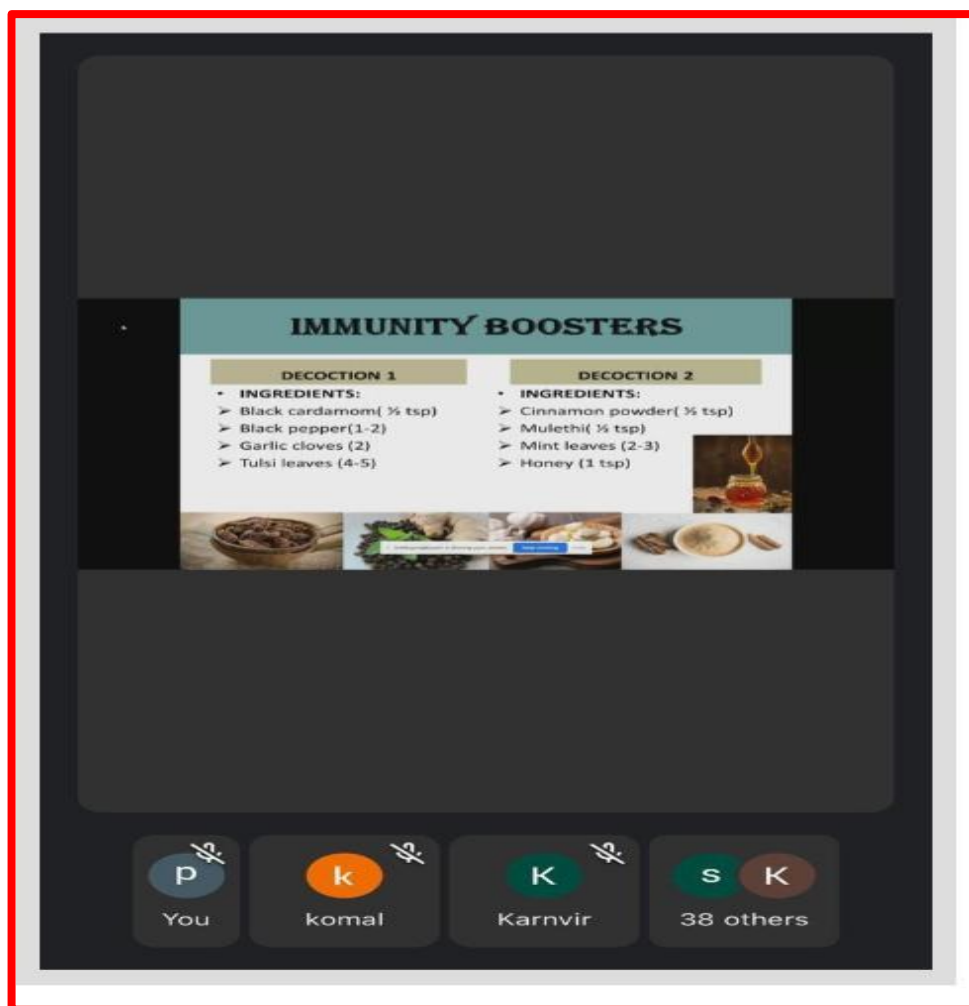 IMMUNITY BOOSTERS
DECOCTION 1
• INGREDIENTS:
➢ Black cardamom( ½ tsp)
➢ Black pepper(1-2)
➢ Garlic cloves (2)
➢ Tulsi leaves (4-5)
DECOCTION 2
• INGREDIENTS:
➢ Cinnamon powder( ½ tsp)
➢ Mulethi( ½ tsp)
➢ Mint leaves (2-3)
➢ Honey (1 tsp)
p
You
k
komal
K
Karnvir
s K
38 others